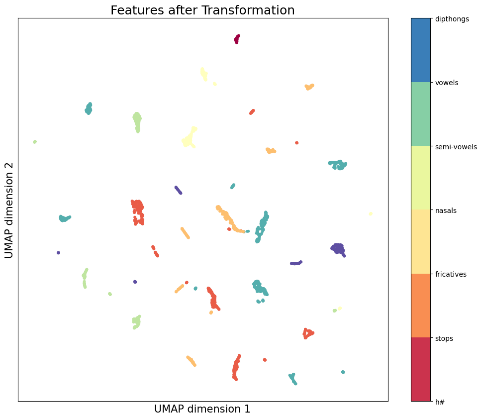 Features after Transformation
dipthongs
vowels
semi-vowels
nasals
fricatives
stops
h#
UMAP dimension 2
UMAP dimension 1